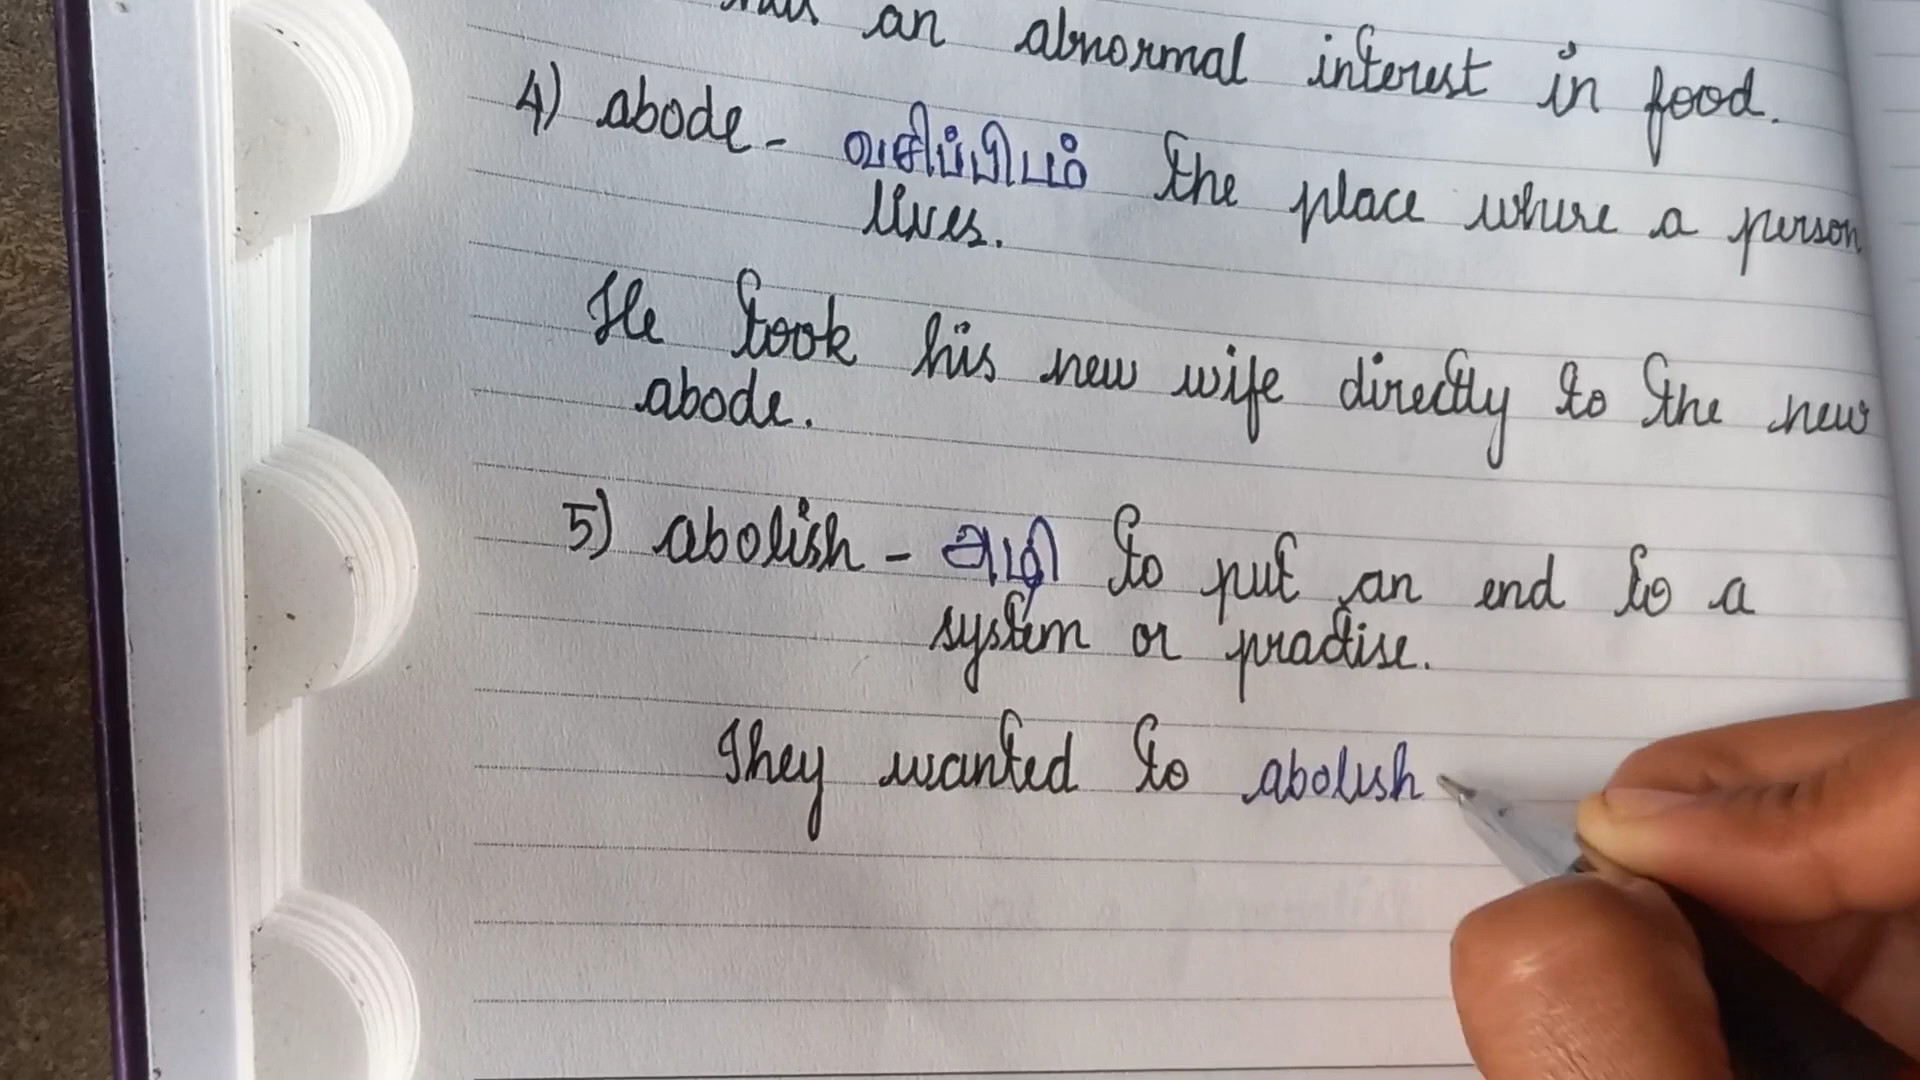 an abnormal interest in food.
4) abode - வசிப்பிடம் the place where a person
lives.
He took his new wife directly to the new
abode.
5) abolish - அழி to put an end to a
system or practise.
They wanted to abolish